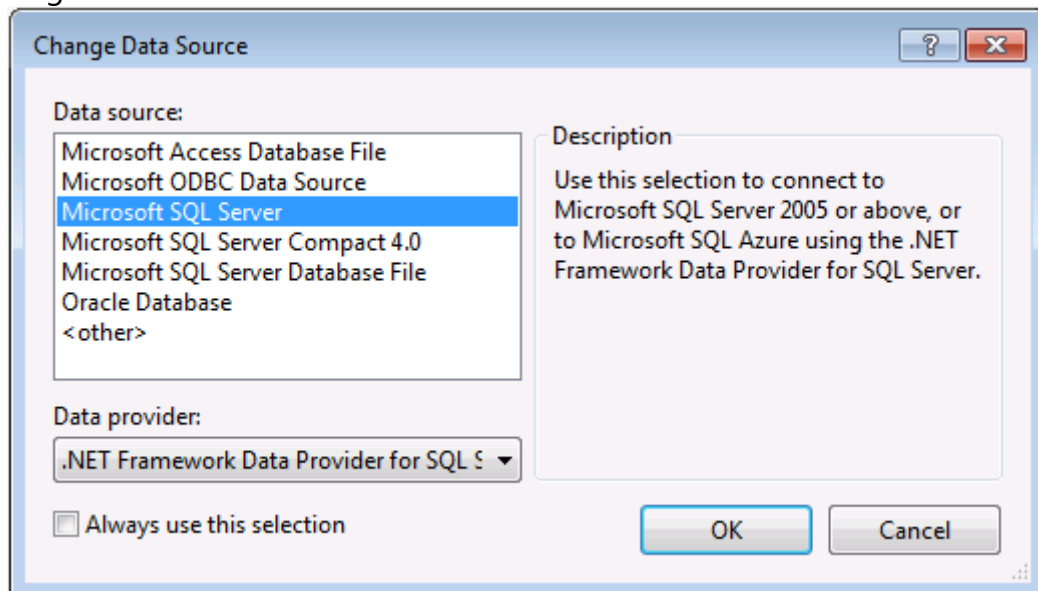 Change Data Source
Data source:
Microsoft Access Database File
Microsoft ODBC Data Source
Microsoft SQL Server
Microsoft SQL Server Compact 4.0
Microsoft SQL Server Database File
Oracle Database
<other>
Description
Use this selection to connect to
Microsoft SQL Server 2005 or above, or
to Microsoft SQL Azure using the .NET
Framework Data Provider for SQL Server.
Data provider:
.NET Framework Data Provider for SQL S
Always use this selection
OK
Cancel